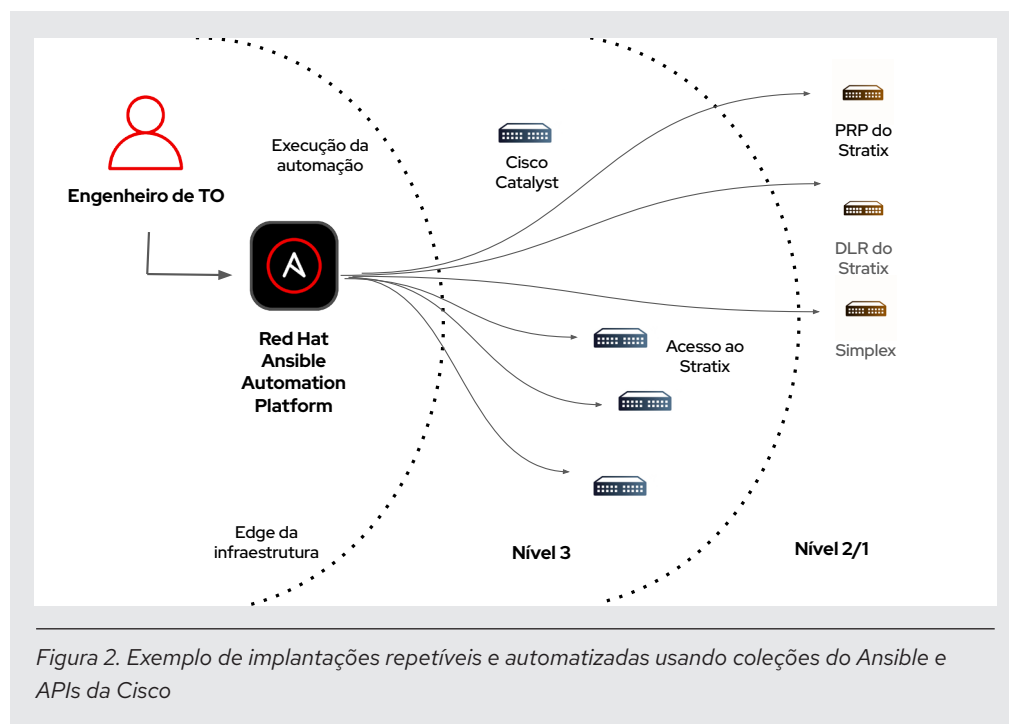 Engenheiro de TO
Execução da
automação
Red Hat
Ansible
Automation
Platform
Edge da
infraestrutura
Cisco
Catalyst
Acesso ao
Stratix
Nível 3
PRP do
Stratix
DLR do
Stratix
Simplex
Nível 2/1
Figura 2. Exemplo de implantações repetíveis e automatizadas usando coleções do Ansible e
APIs da Cisco